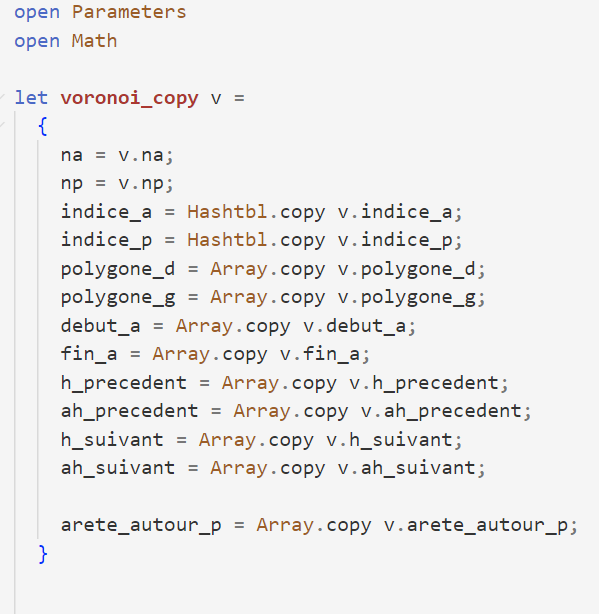 open Parameters
open Math
let voronoi_copy v =
{
na = v.na;
np = v.np;
indice_a = Hashtbl.copy v.indice_a;
indice_p = Hashtbl.copy v.indice_p;
polygone_d = Array.copy v.polygone_d;
polygone_g = Array.copy v.polygone_g;
debut_a = Array.copy v.debut_a;
fin_a = Array.copy v.fin_a;
h_precedent = Array.copy v.h_precedent;
ah_precedent = Array.copy v.ah_precedent;
h_suivant = Array.copy v.h_suivant;
ah_suivant = Array.copy v.ah_suivant;
arete_autour_p = Array.copy v.arete_autour_p;
}